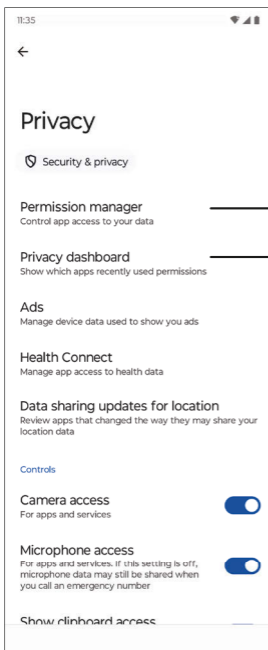 11:35
Privacy
Security & privacy
Permission manager
Control app access to your data
Privacy dashboard
Show which apps recently used permissions
Ads
Manage device data used to show you ads
Health Connect
Manage app access to health data
Data sharing updates for location
Review apps that changed the way they may share your
location data
Controls
Camera access
For apps and services
Microphone access
For apps and services. If this setting is off,
microphone data may still be shared when
you call an emergency number
Show clipboard access